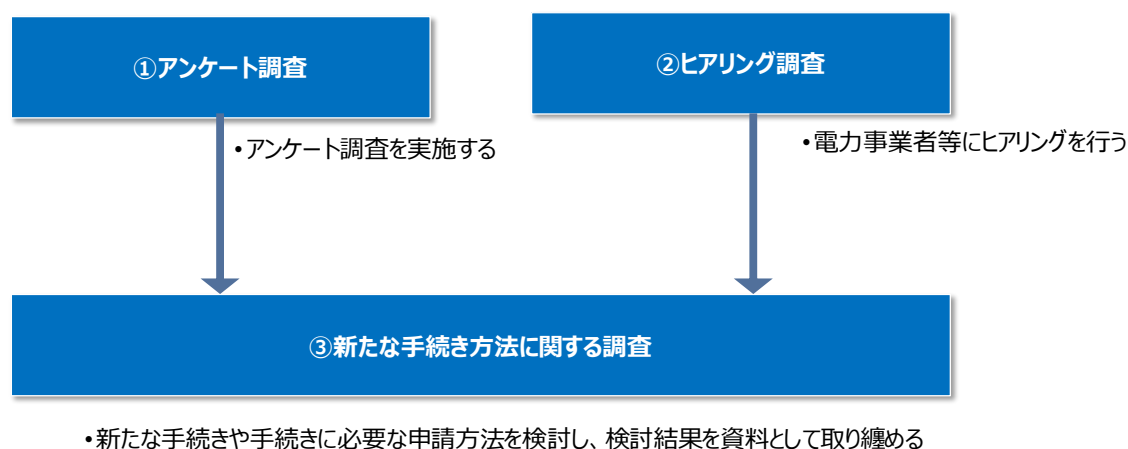 ①アンケート調査
②ヒアリング調査
•アンケート調査を実施する
•電力事業者等にヒアリングを行う
③新たな手続き方法に関する調査
•新たな手続きや手続きに必要な申請方法を検討し、検討結果を資料として取り纏める